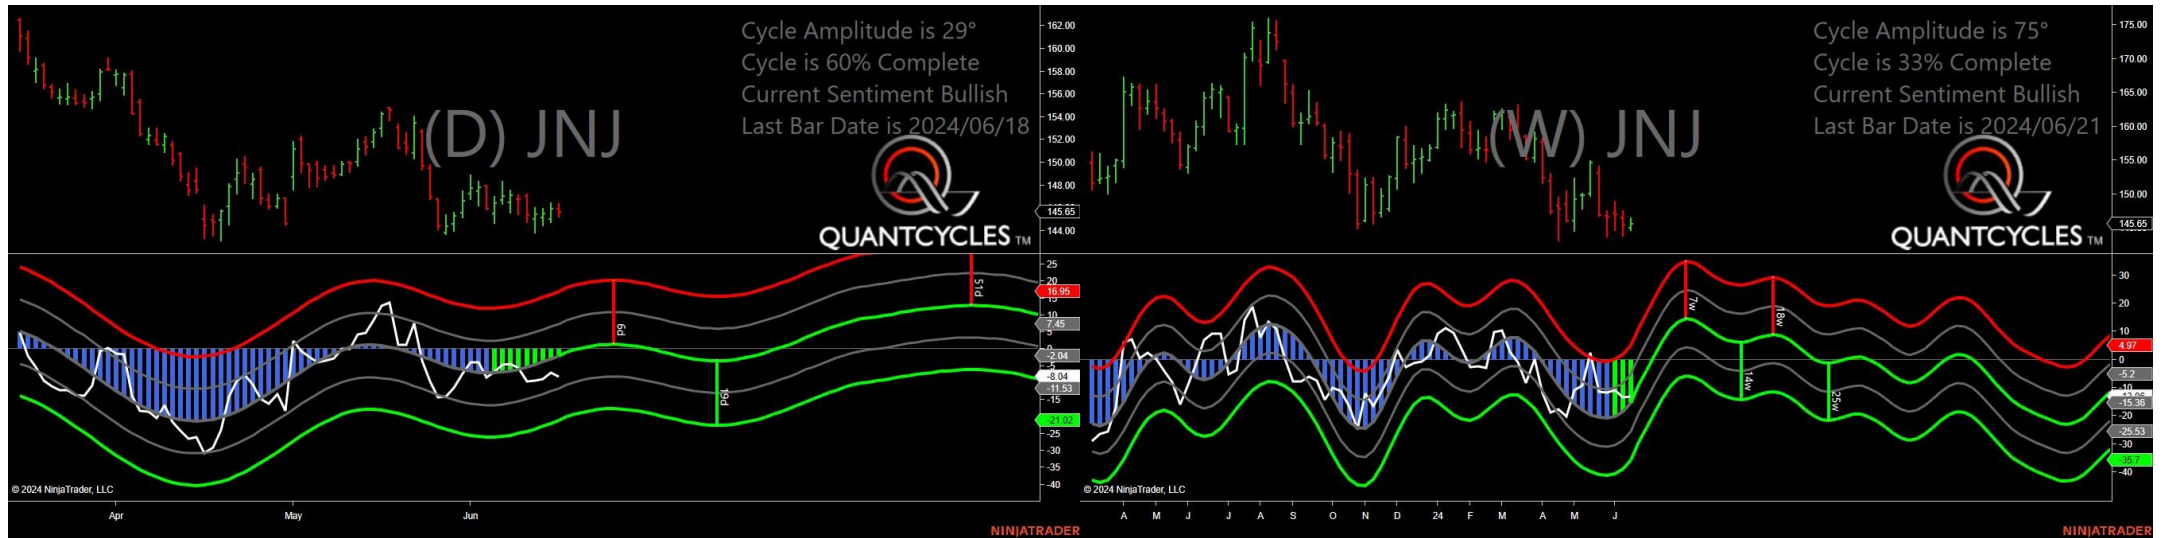 Cycle Amplitude is 29°
Cycle is 60% Complete
Current Sentiment Bullish
Last Bar Date is 2024/06/18
(D) JNJ
QUANTCYCLES TM
162.00
160.00
158.00
156.00
154.00
152.00
150.00
148.00
145.65
144.00
25
20
16.95
15
10
7.45
5
0
-2.04
-5
-8.04
-11.53
-15
-21.02
-25
-30
-35
-40
6d
19d
51d
© 2024 NinjaTrader, LLC
Apr May Jun
NINJATRADER
Cycle Amplitude is 75°
Cycle is 33% Complete
Current Sentiment Bullish
Last Bar Date is 2024/06/21
(W) JNJ
QUANTCYCLES TM
175.00
170.00
165.00
160.00
155.00
150.00
145.65
30
20
10
4.97
0
-5.2
-10
-15.36
-20
-25.53
-30
-35.7
-40
7w
14w
18w
25w
© 2024 NinjaTrader, LLC
A M J J A S O N D 24 F M A M J
NINJATRADER